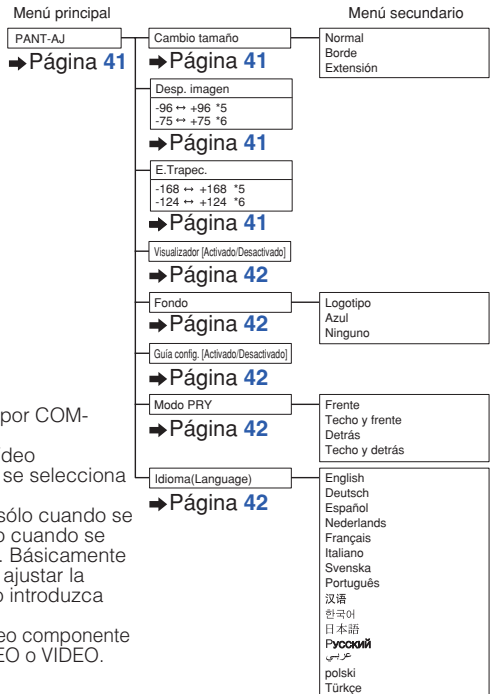 Menú principal
Menú secundario
PANT-AJ
➡Página 41
Cambio tamaño
➡Página 41
Normal
Borde
Extensión
Desp. imagen
-96 ↔ +96 *5
-75 ↔ +75 *6
➡Página 41
E.Trapec.
-168 ↔ +168 *5
-124 ↔ +124 *6
➡Página 41
Visualizador [Activado/Desactivado]
➡Página 42
Fondo
➡Página 42
Logotipo
Azul
Ninguno
Guía config. [Activado/Desactivado]
➡Página 42
Modo PRY
➡Página 42
Frente
Techo y frente
Detrás
Techo y detrás
Idioma(Language)
➡Página 42
English
Deutsch
Español
Nederlands
Français
Italiano
Svenska
Português
汉语
한국어
日本語
Русский
عربي
polski
Türkçe
por COM-
deo
se selecciona
sólo cuando se
o cuando se
. Básicamente
ajustar la
o introduzca
eo componente
EO o VIDEO.